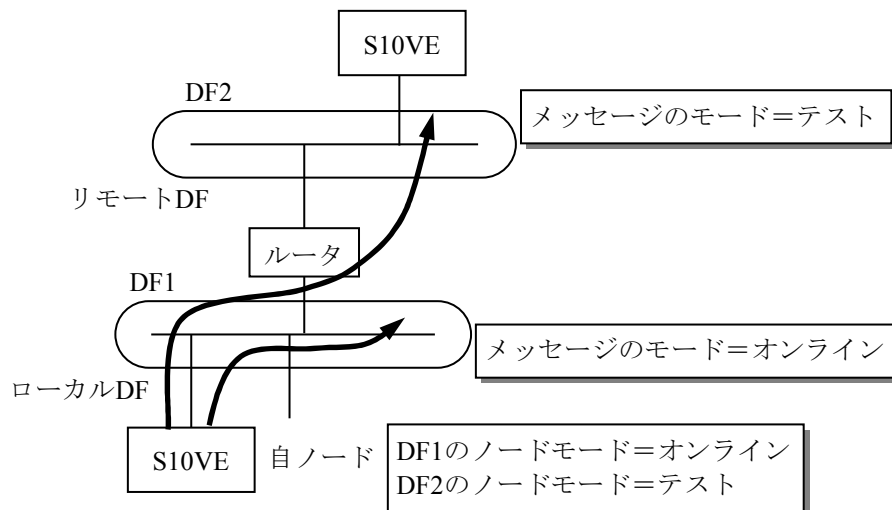 S10VE
DF2
メッセージのモード＝テスト
リモートDF
ルータ
DF1
メッセージのモード＝オンライン
ローカルDF
S10VE
自ノード
DF1のノードモード＝オンライン
DF2のノードモード＝テスト